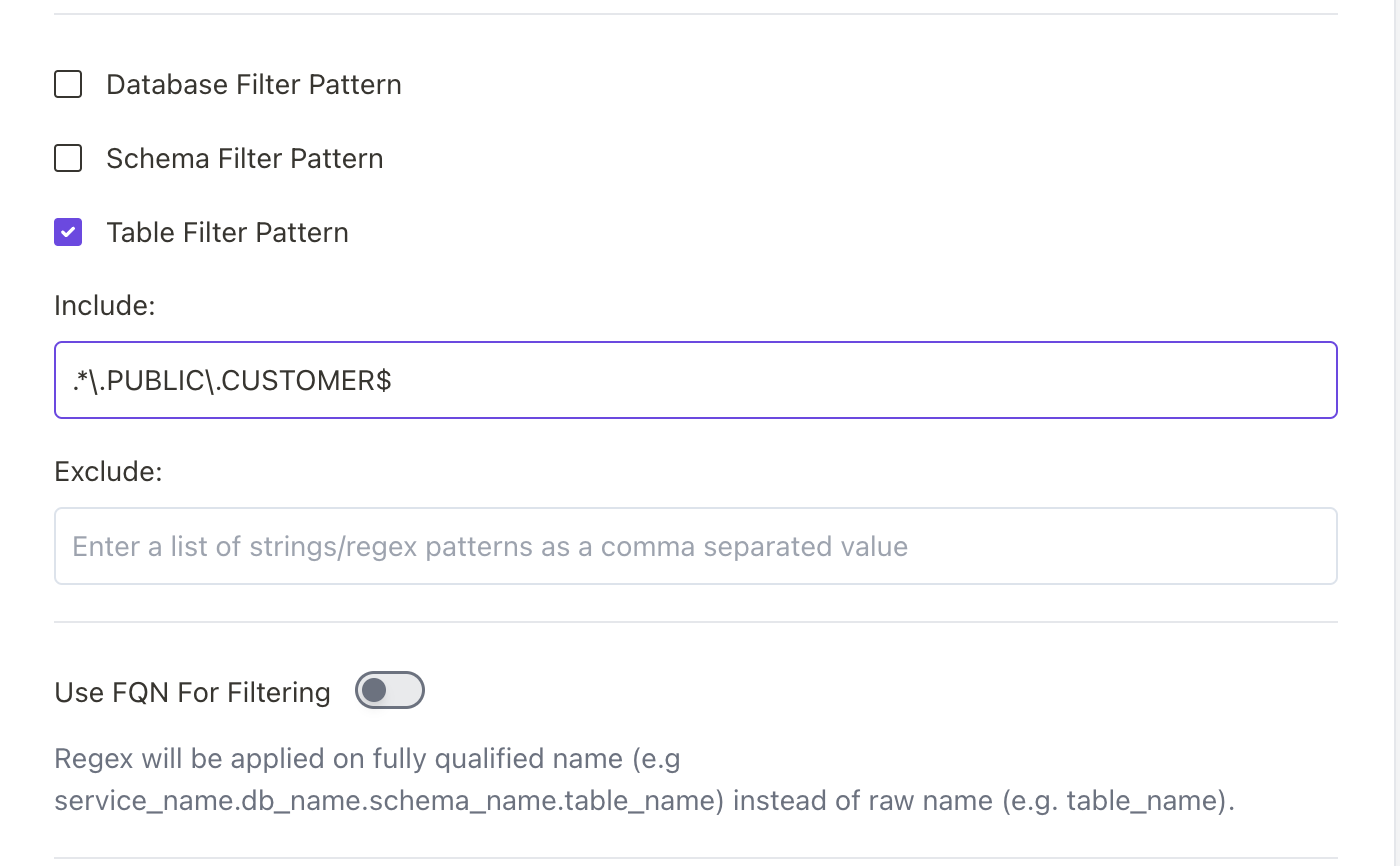 Database Filter Pattern
Schema Filter Pattern
Table Filter Pattern
Include:
.*\.PUBLIC\.CUSTOMER$
Exclude:
Enter a list of strings/regex patterns as a comma separated value
Use FQN For Filtering
Regex will be applied on fully qualified name (e.g
service_name.db_name.schema_name.table_name) instead of raw name (e.g. table_name).